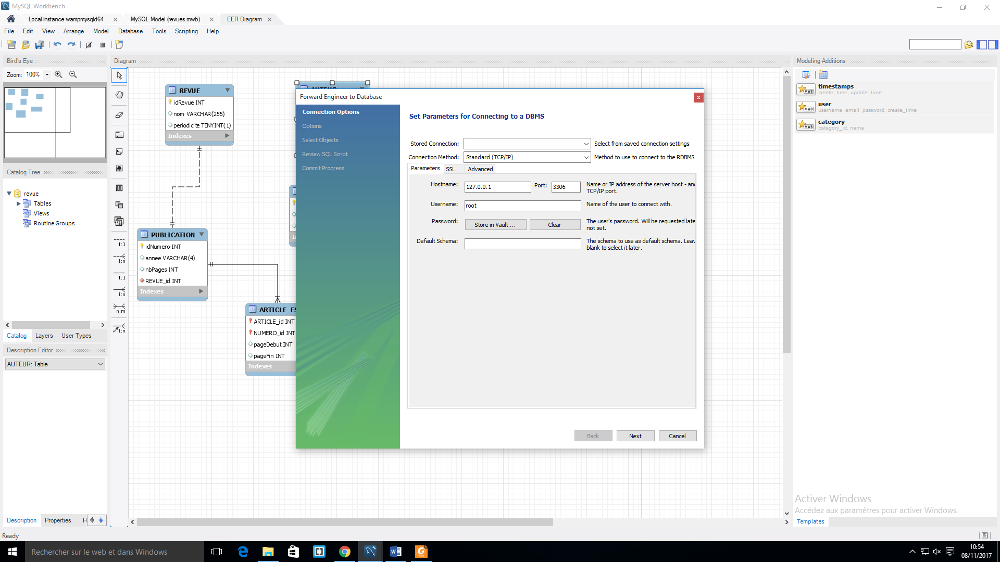 MySQL Workbench
Local instance wampmysqld64
MySQL Model (revues.mwb)
EER Diagram
File Edit View Arrange Model Database Tools Scripting Help
Bird's Eye
Zoom: 100%
Catalog Tree
revue
Tables
Views
Routine Groups
Catalog Layers User Types
Description Editor
AUTEUR: Table
Description Properties H
Ready
Diagram
1:1
1:n
1:1
1:n
n:m
1:n
REVUE
idRevue INT
nom VARCHAR(255)
periodicite TINYINT(1)
Indexes
PUBLICATION
idNumero INT
annee VARCHAR(4)
nbPages INT
REVUE_id INT
Indexes
ARTICLE_ES
ARTICLE_id INT
NUMERO_id INT
pageDebut INT
pageFin INT
Indexes
Forward Engineer to Database
Connection Options
Options
Select Objects
Review SQL Script
Commit Progress
Set Parameters for Connecting to a DBMS
Stored Connection: Select from saved connection settings
Connection Method: Standard (TCP/IP) Method to use to connect to the RDBMS
Parameters SSL Advanced
Hostname: 127.0.0.1 Port: 3306 Name or IP address of the server host - and
TCP/IP port.
Username: root Name of the user to connect with.
Password: Store in Vault ... Clear The user's password. Will be requested late
not set.
Default Schema: The schema to use as default schema. Leav
blank to select it later.
Back Next Cancel
Modeling Additions
timestamps
create_time, update_time
user
username, email, password, create_time
category
category_id, name
Activer Windows
Accédez aux paramètres pour activer Windows.
Templates
Rechercher sur le web et dans Windows
10:54
08/11/2017